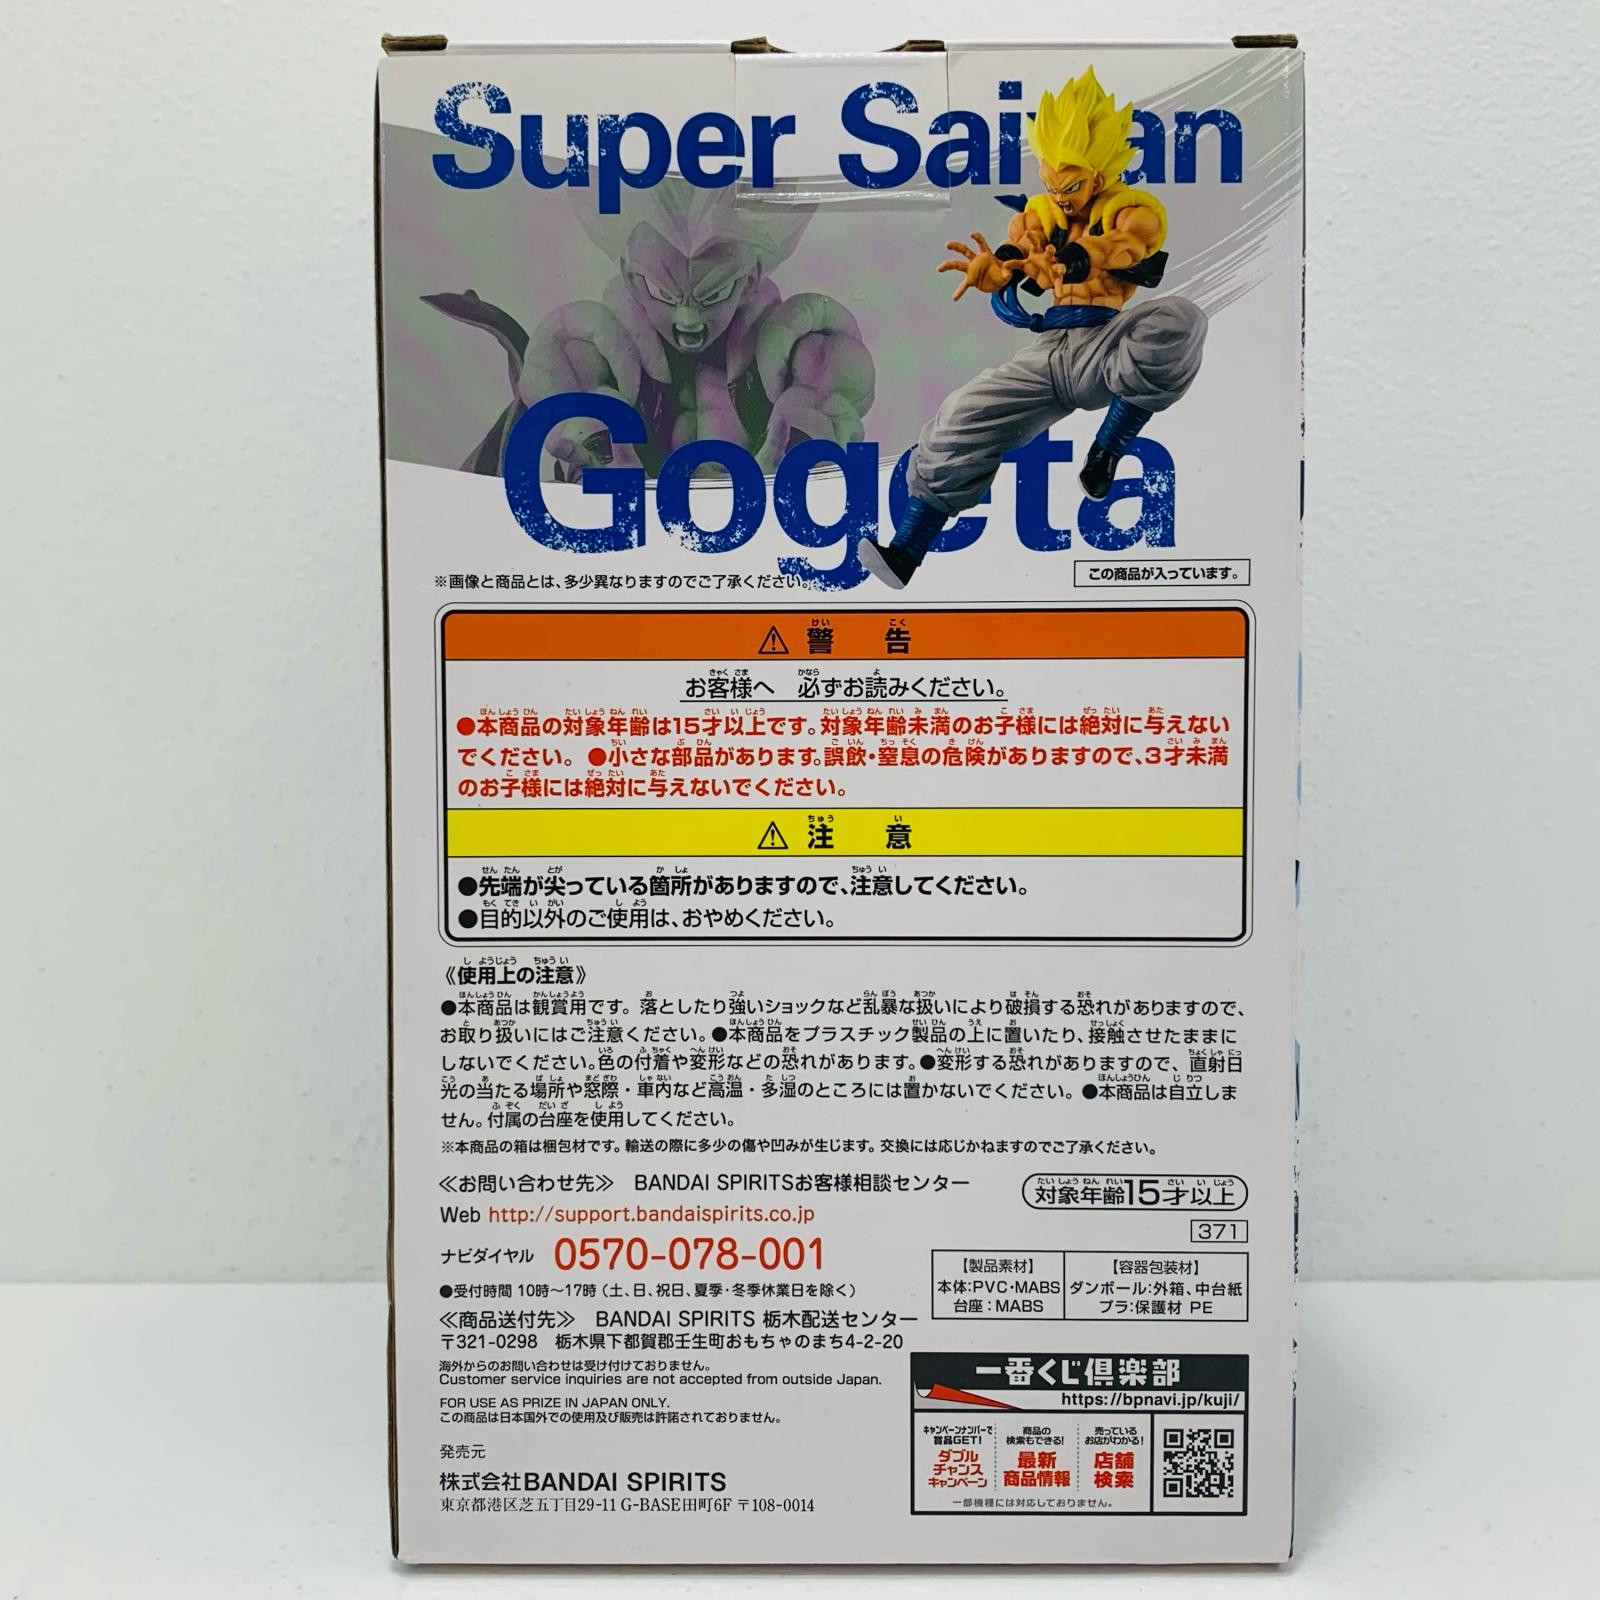 Super Saiyan
Gogeta
※画像と商品とは、多少異なりますのでご了承ください。
この商品が入っています。
⚠ 警 告
お客様へ 必ずお読みください。
●本商品の対象年齢は15才以上です。対象年齢未満のお子様には絶対に与えない
でください。 ●小さな部品があります。誤飲・窒息の危険がありますので、3才未満
のお子様には絶対に与えないでください。
⚠ 注 意
●先端が尖っている箇所がありますので、注意してください。
●目的以外のご使用は、おやめください。
《使用上の注意》
●本商品は観賞用です。落としたり強いショックなど乱暴な扱いにより破損する恐れがありますので、
お取り扱いにはご注意ください。●本商品をプラスチック製品の上に置いたり、接触させたままに
しないでください。色の付着や変形などの恐れがあります。●変形する恐れがありますので、直射日
光の当たる場所や窓際・車内など高温・多湿のところには置かないでください。●本商品は自立しま
せん。付属の台座を使用してください。
※本商品の箱は梱包材です。輸送の際に多少の傷や凹みが生じます。交換には応じかねますのでご了承ください。
≪お問い合わせ先≫ BANDAI SPIRITSお客様相談センター
対象年齢15才以上
Web http://support.bandaispirits.co.jp
371
ナビダイヤル 0570-078-001
●受付時間 10時〜17時(土、日、祝日、夏季・冬季休業日を除く)
【製品素材】
本体:PVC・MABS
台座:MABS
【容器包装材】
ダンボール:外箱、中台紙
プラ:保護材 PE
≪商品送付先≫ BANDAI SPIRITS 栃木配送センター
〒321-0298 栃木県下都賀郡壬生町おもちゃのまち4-2-20
海外からのお問い合わせは受け付けておりません。
Customer service inquiries are not accepted from outside Japan.
FOR USE AS PRIZE IN JAPAN ONLY.
この商品は日本国外での使用及び販売は許諾されておりません。
発売元
株式会社BANDAI SPIRITS
東京都港区芝五丁目29-11 G-BASE田町6F 〒108-0014
一番くじ倶楽部
https://bpnavi.jp/kuji/
キャンペーンナンバーで
賞品GET!
ダブル
チャンス
キャンペーン
商品の
検索もできる!
最新
商品情報
売っている
お店がわかる!
店舗
検索
一部機種には対応しておりません。